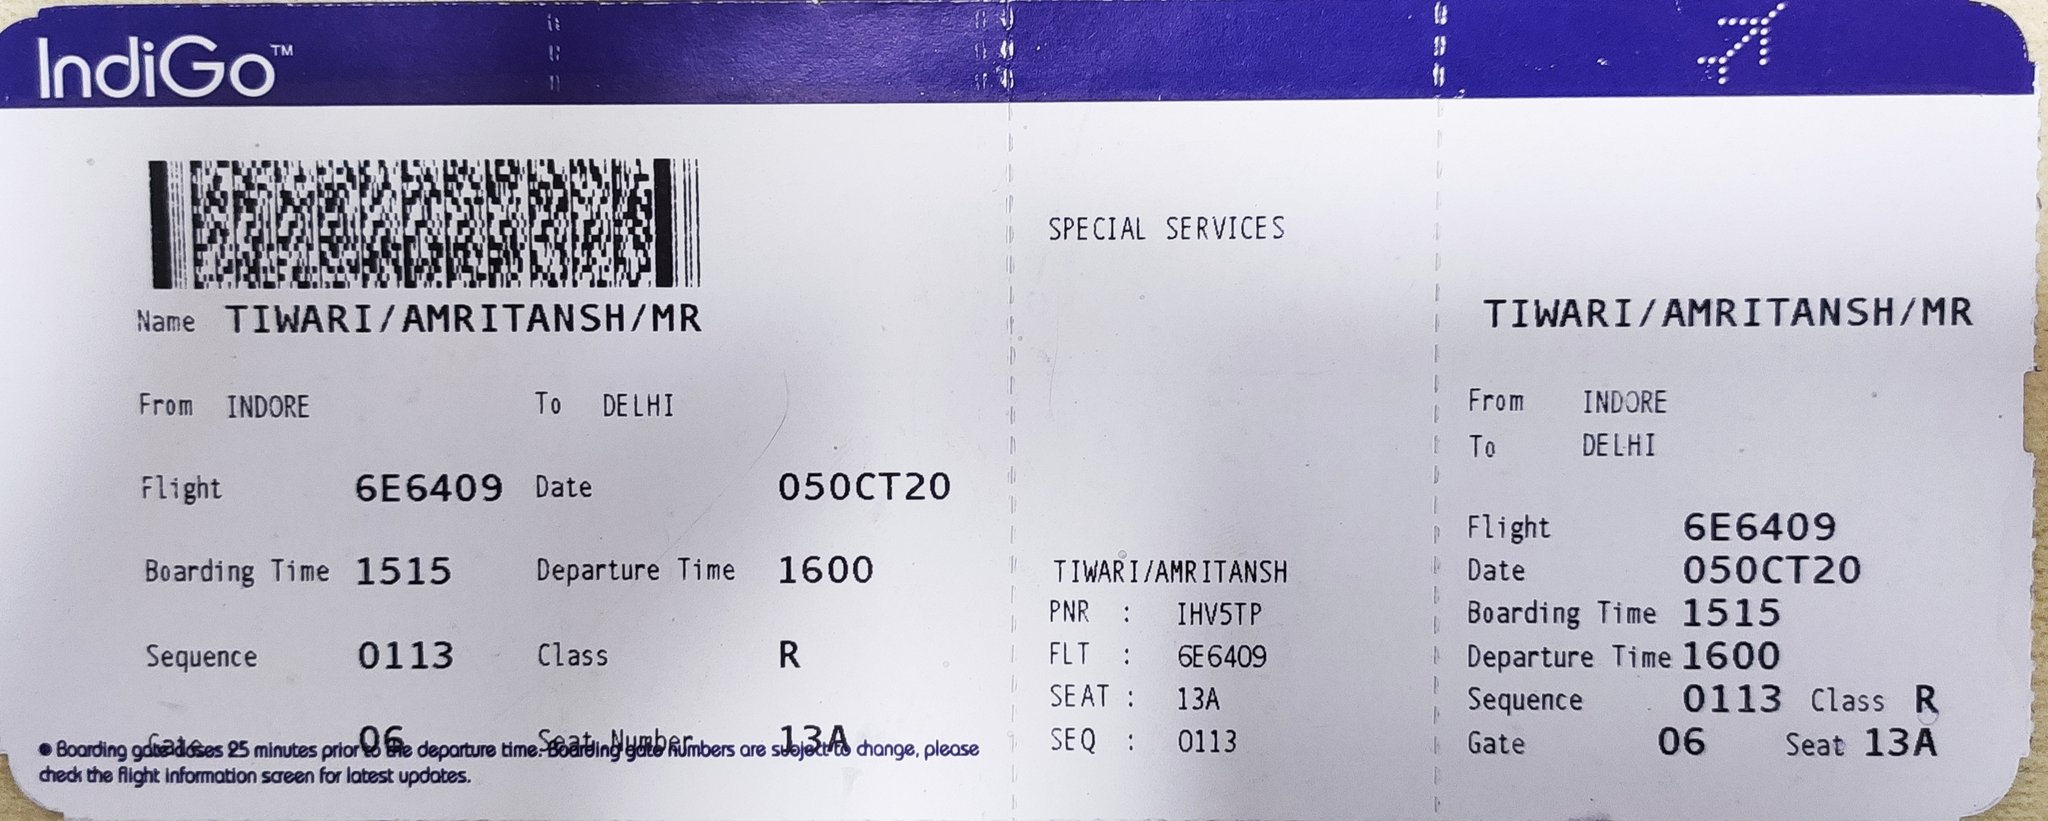 IndiGo™
Name TIWARI/AMRITANSH/MR
From INDORE To DELHI
Flight 6E6409 Date 05OCT20
Boarding Time 1515 Departure Time 1600
Sequence 0113 Class R
Gate 06 Seat Number 13A
● Boarding gate closes 25 minutes prior to the departure time. Boarding gate numbers are subject to change, please
check the flight information screen for latest updates.
SPECIAL SERVICES
TIWARI/AMRITANSH
PNR : IHV5TP
FLT : 6E6409
SEAT : 13A
SEQ : 0113
TIWARI/AMRITANSH/MR
From INDORE
To DELHI
Flight 6E6409
Date 05OCT20
Boarding Time 1515
Departure Time 1600
Sequence 0113 Class R
Gate 06 Seat 13A